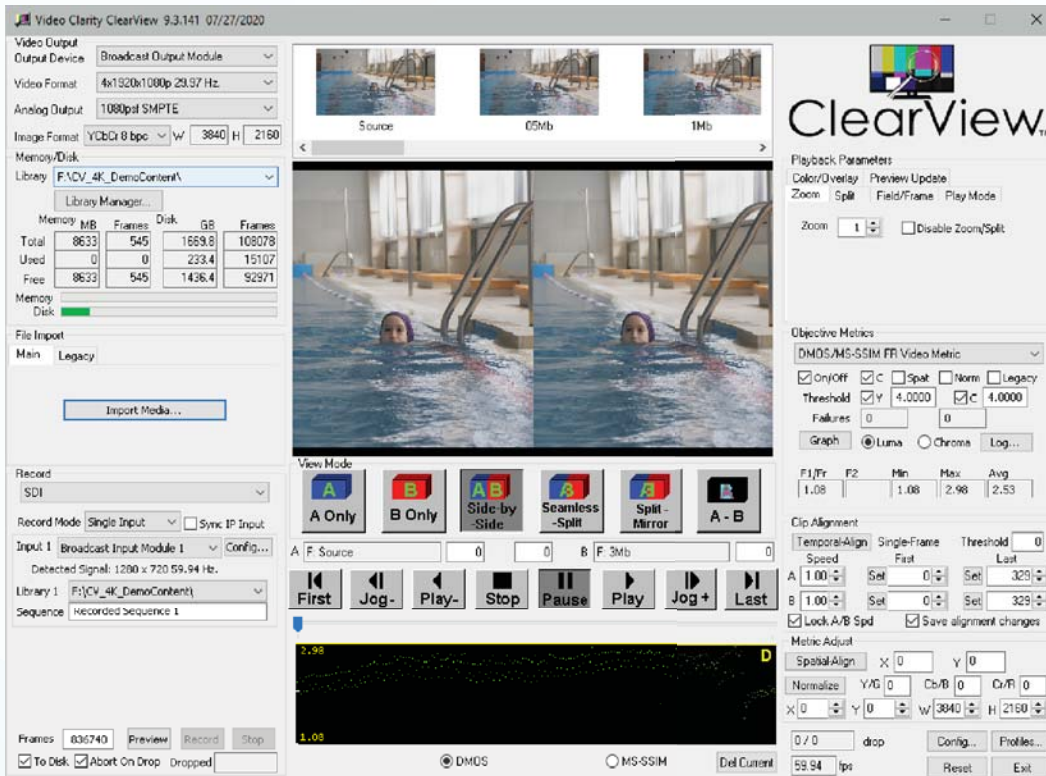 Video Clarity ClearView 9.3.141 07/27/2020
Video Output
Output Device Broadcast Output Module
Video Format 4x1920x1080p 29.97 Hz.
Analog Output 1080psf SMPTE
Image Format YCbCr 8 bpc W 3840 H 2160
Memory/Disk
Library F:\CV_4K_DemoContent\
Library Manager...
Memory MB Frames Disk GB Frames
Total 8633 545 1669.8 108078
Used 0 0 233.4 15107
Free 8633 545 1436.4 92971
Memory
Disk
File Import
Main Legacy
Import Media...
Record
SDI
Record Mode Single Input Sync IP Input
Input 1 Broadcast Input Module 1 Config...
Detected Signal: 1280 x 720 59.94 Hz.
Library 1 F:\CV_4K_DemoContent\
Sequence Recorded Sequence 1
Frames 836740 Preview Record Stop
To Disk Abort On Drop Dropped
Source 05Mb 1Mb
View Mode
A A Only
B B Only
AB Side-by-Side
Seamless-Split
Split-Mirror
A - B
A F: Source 0 0 B F: 3Mb 0
First Jog- Play- Stop Pause Play Jog+ Last
2.98 D
1.08
DMOS MS-SSIM Del Current
ClearView TM
Playback Parameters
Color/Overlay Preview Update
Zoom Split Field/Frame Play Mode
Zoom 1 Disable Zoom/Split
Objective Metrics
DMOS/MS-SSIM FR Video Metric
On/Off C Spat Norm Legacy
Threshold Y 4.0000 C 4.0000
Failures 0 0
Graph Luma Chroma Log...
F1/Fr F2 Min Max Avg
1.08 1.08 2.98 2.53
Clip Alignment
Temporal-Align Single-Frame Threshold 0
Speed First Last
A 1.00 Set 0 Set 329
B 1.00 Set 0 Set 329
Lock A/B Spd Save alignment changes
Metric Adjust
Spatial-Align X 0 Y 0
Normalize Y/G 0 Cb/B 0 Cr/R 0
X 0 Y 0 W 3840 H 2160
0 / 0 drop Config... Profiles...
59.94 fps Reset Exit